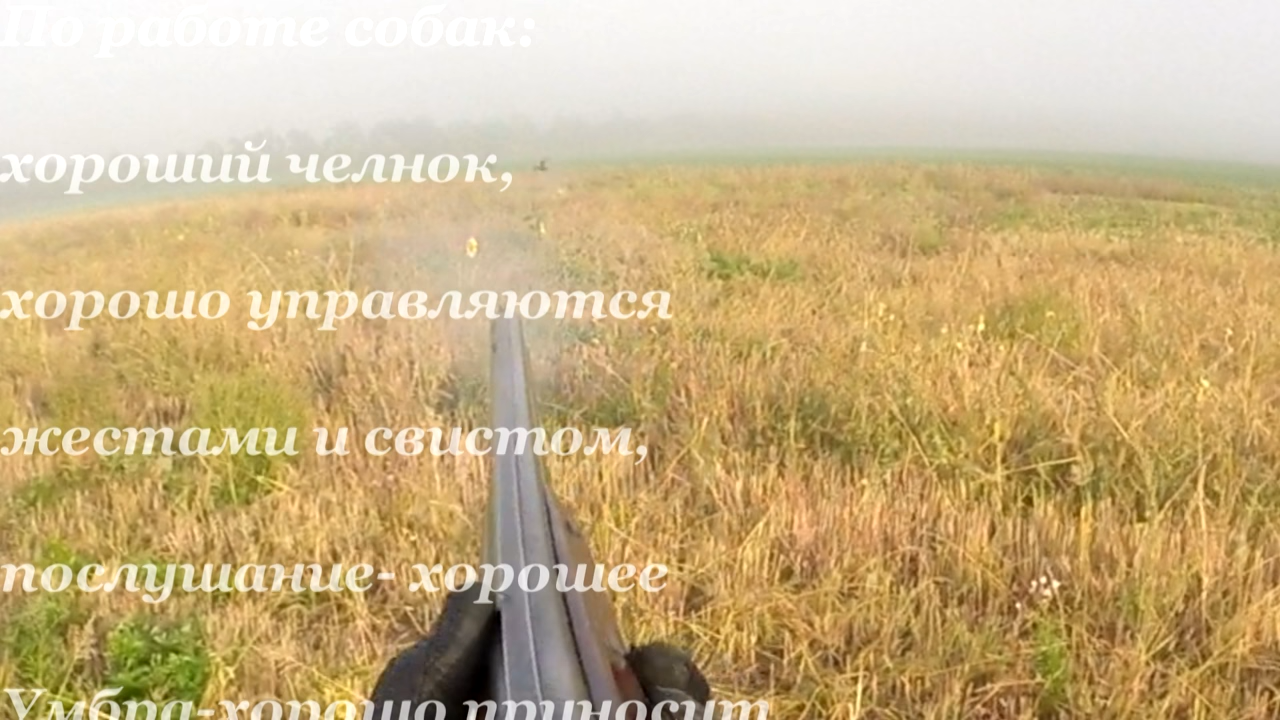 По работе собак:
хороший челнок,
хорошо управляются
жестами и свистом,
послушание- хорошее
Умбра-хорошо приносит